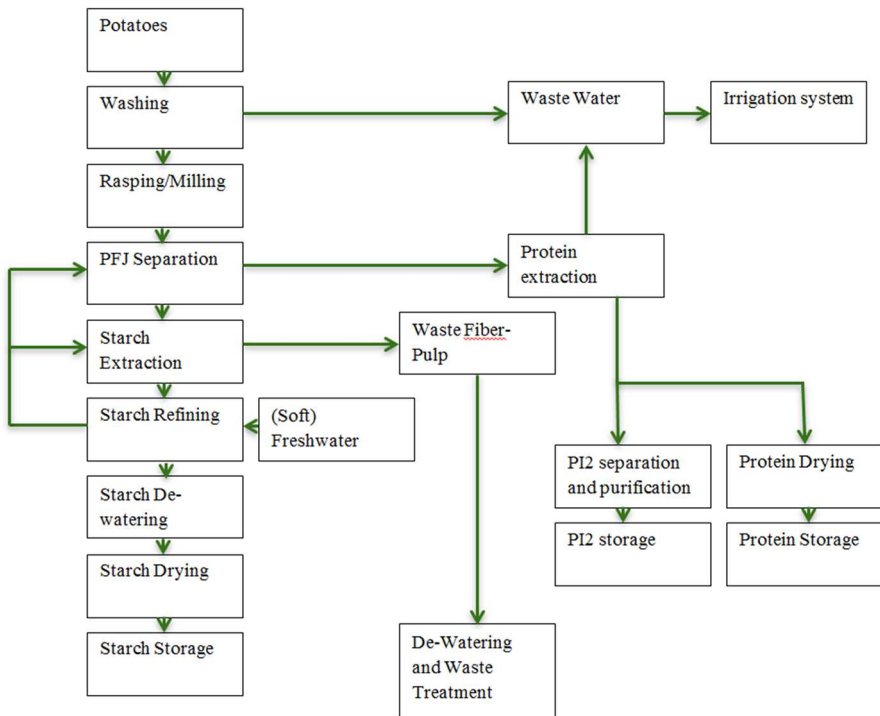 Potatoes
Washing
Waste Water
Irrigation system
Rasping/Milling
PFJ Separation
Protein
extraction
Starch
Extraction
Waste Fiber-
Pulp
Starch Refining
(Soft)
Freshwater
Starch De-
watering
PI2 separation
and purification
Protein Drying
Starch Drying
PI2 storage
Protein Storage
Starch Storage
De-Watering
and Waste
Treatment